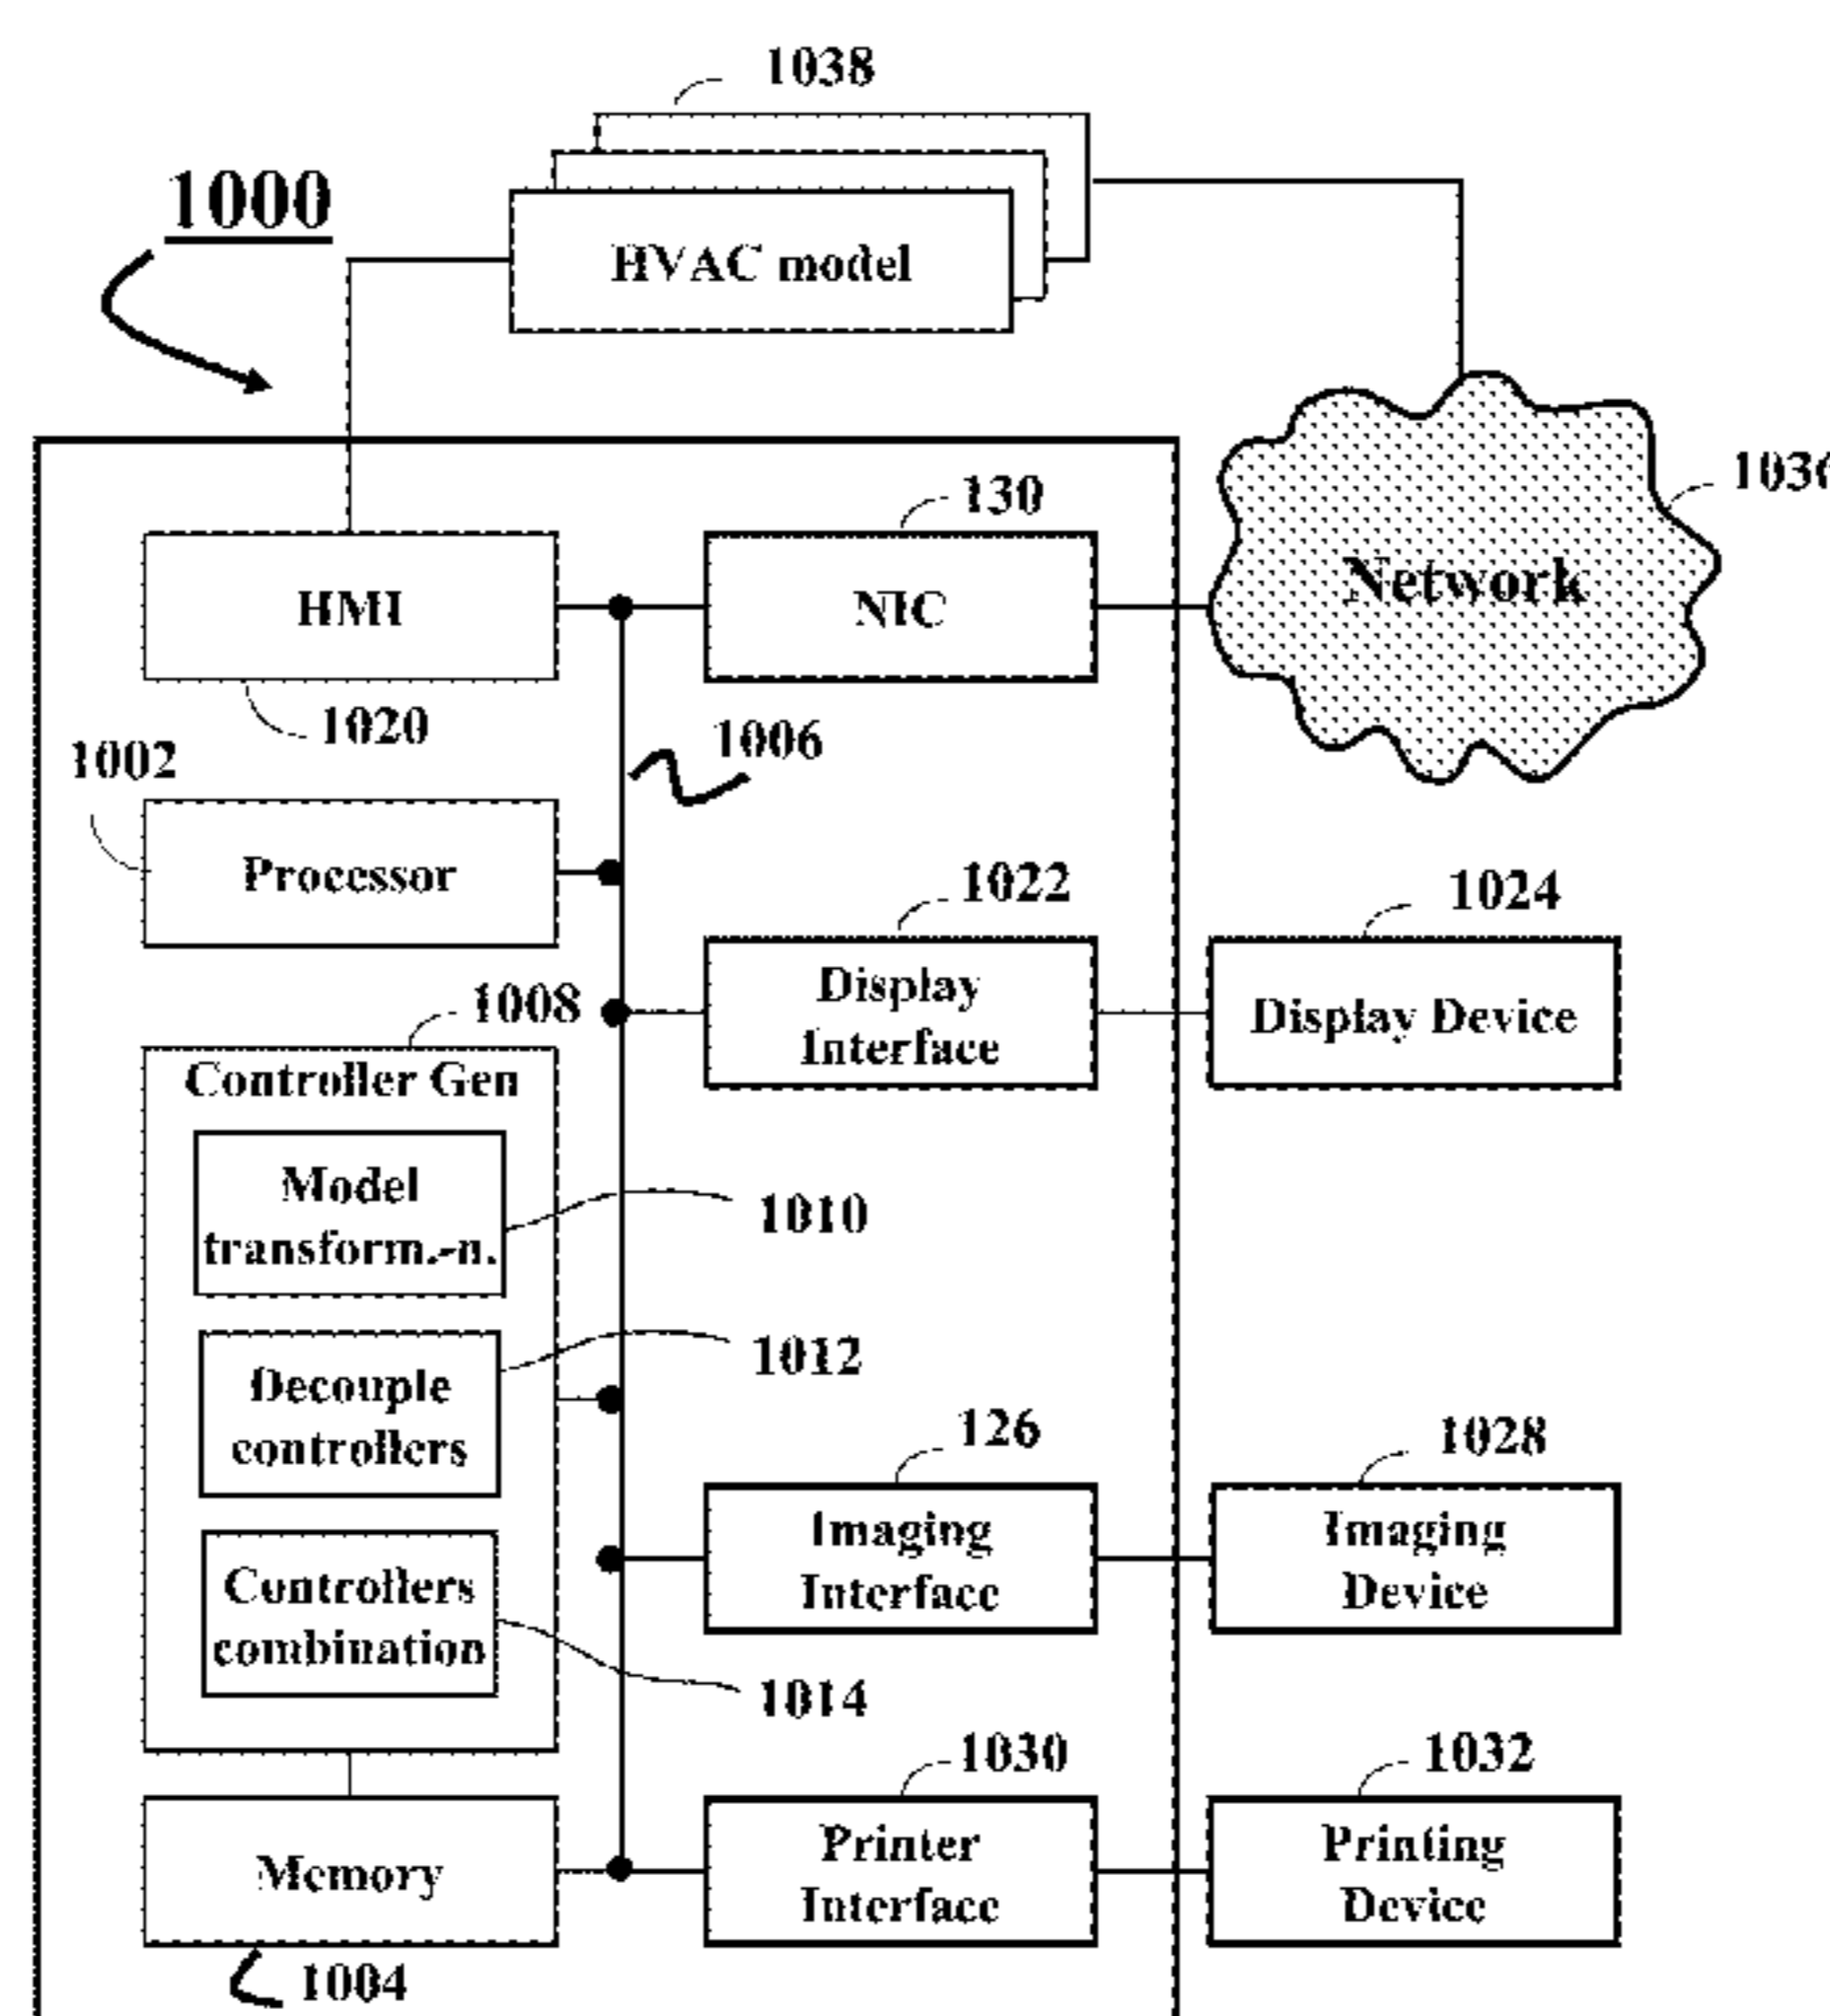 1038
1000
HVAC model
130
HMI
NIC
Network
1020
1002
1006
Processor
1022
1024
Display
Interface
Display Device
1008
Controller Gen
Model
transform.-n.
1010
Decouple
controllers
1012
126
1028
Imaging
Interface
Imaging
Device
Controllers
combination
1014
1030
1032
Memory
Printer
Interface
Printing
Device
1004